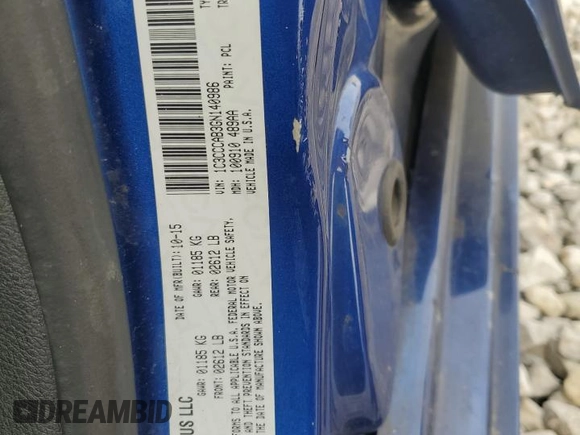 US LLC
DATE OF MFR(BUILT): 10-15
GAWR: 01185 KG GAWR: 01185 KG
FRONT: 02612 LB REAR: 02612 LB
TO ALL APPLICABLE U.S.A. FEDERAL MOTOR VEHICLE SAFETY,
AND THEFT PREVENTION STANDARDS IN EFFECT ON
THE DATE OF MANUFACTURE SHOWN ABOVE.
VIN: 1C3CCCAB3GN140986
MDH: 100910 489AA PAINT: PCL
VEHICLE MADE IN U.S.A.
TY
TR
DREAMBID